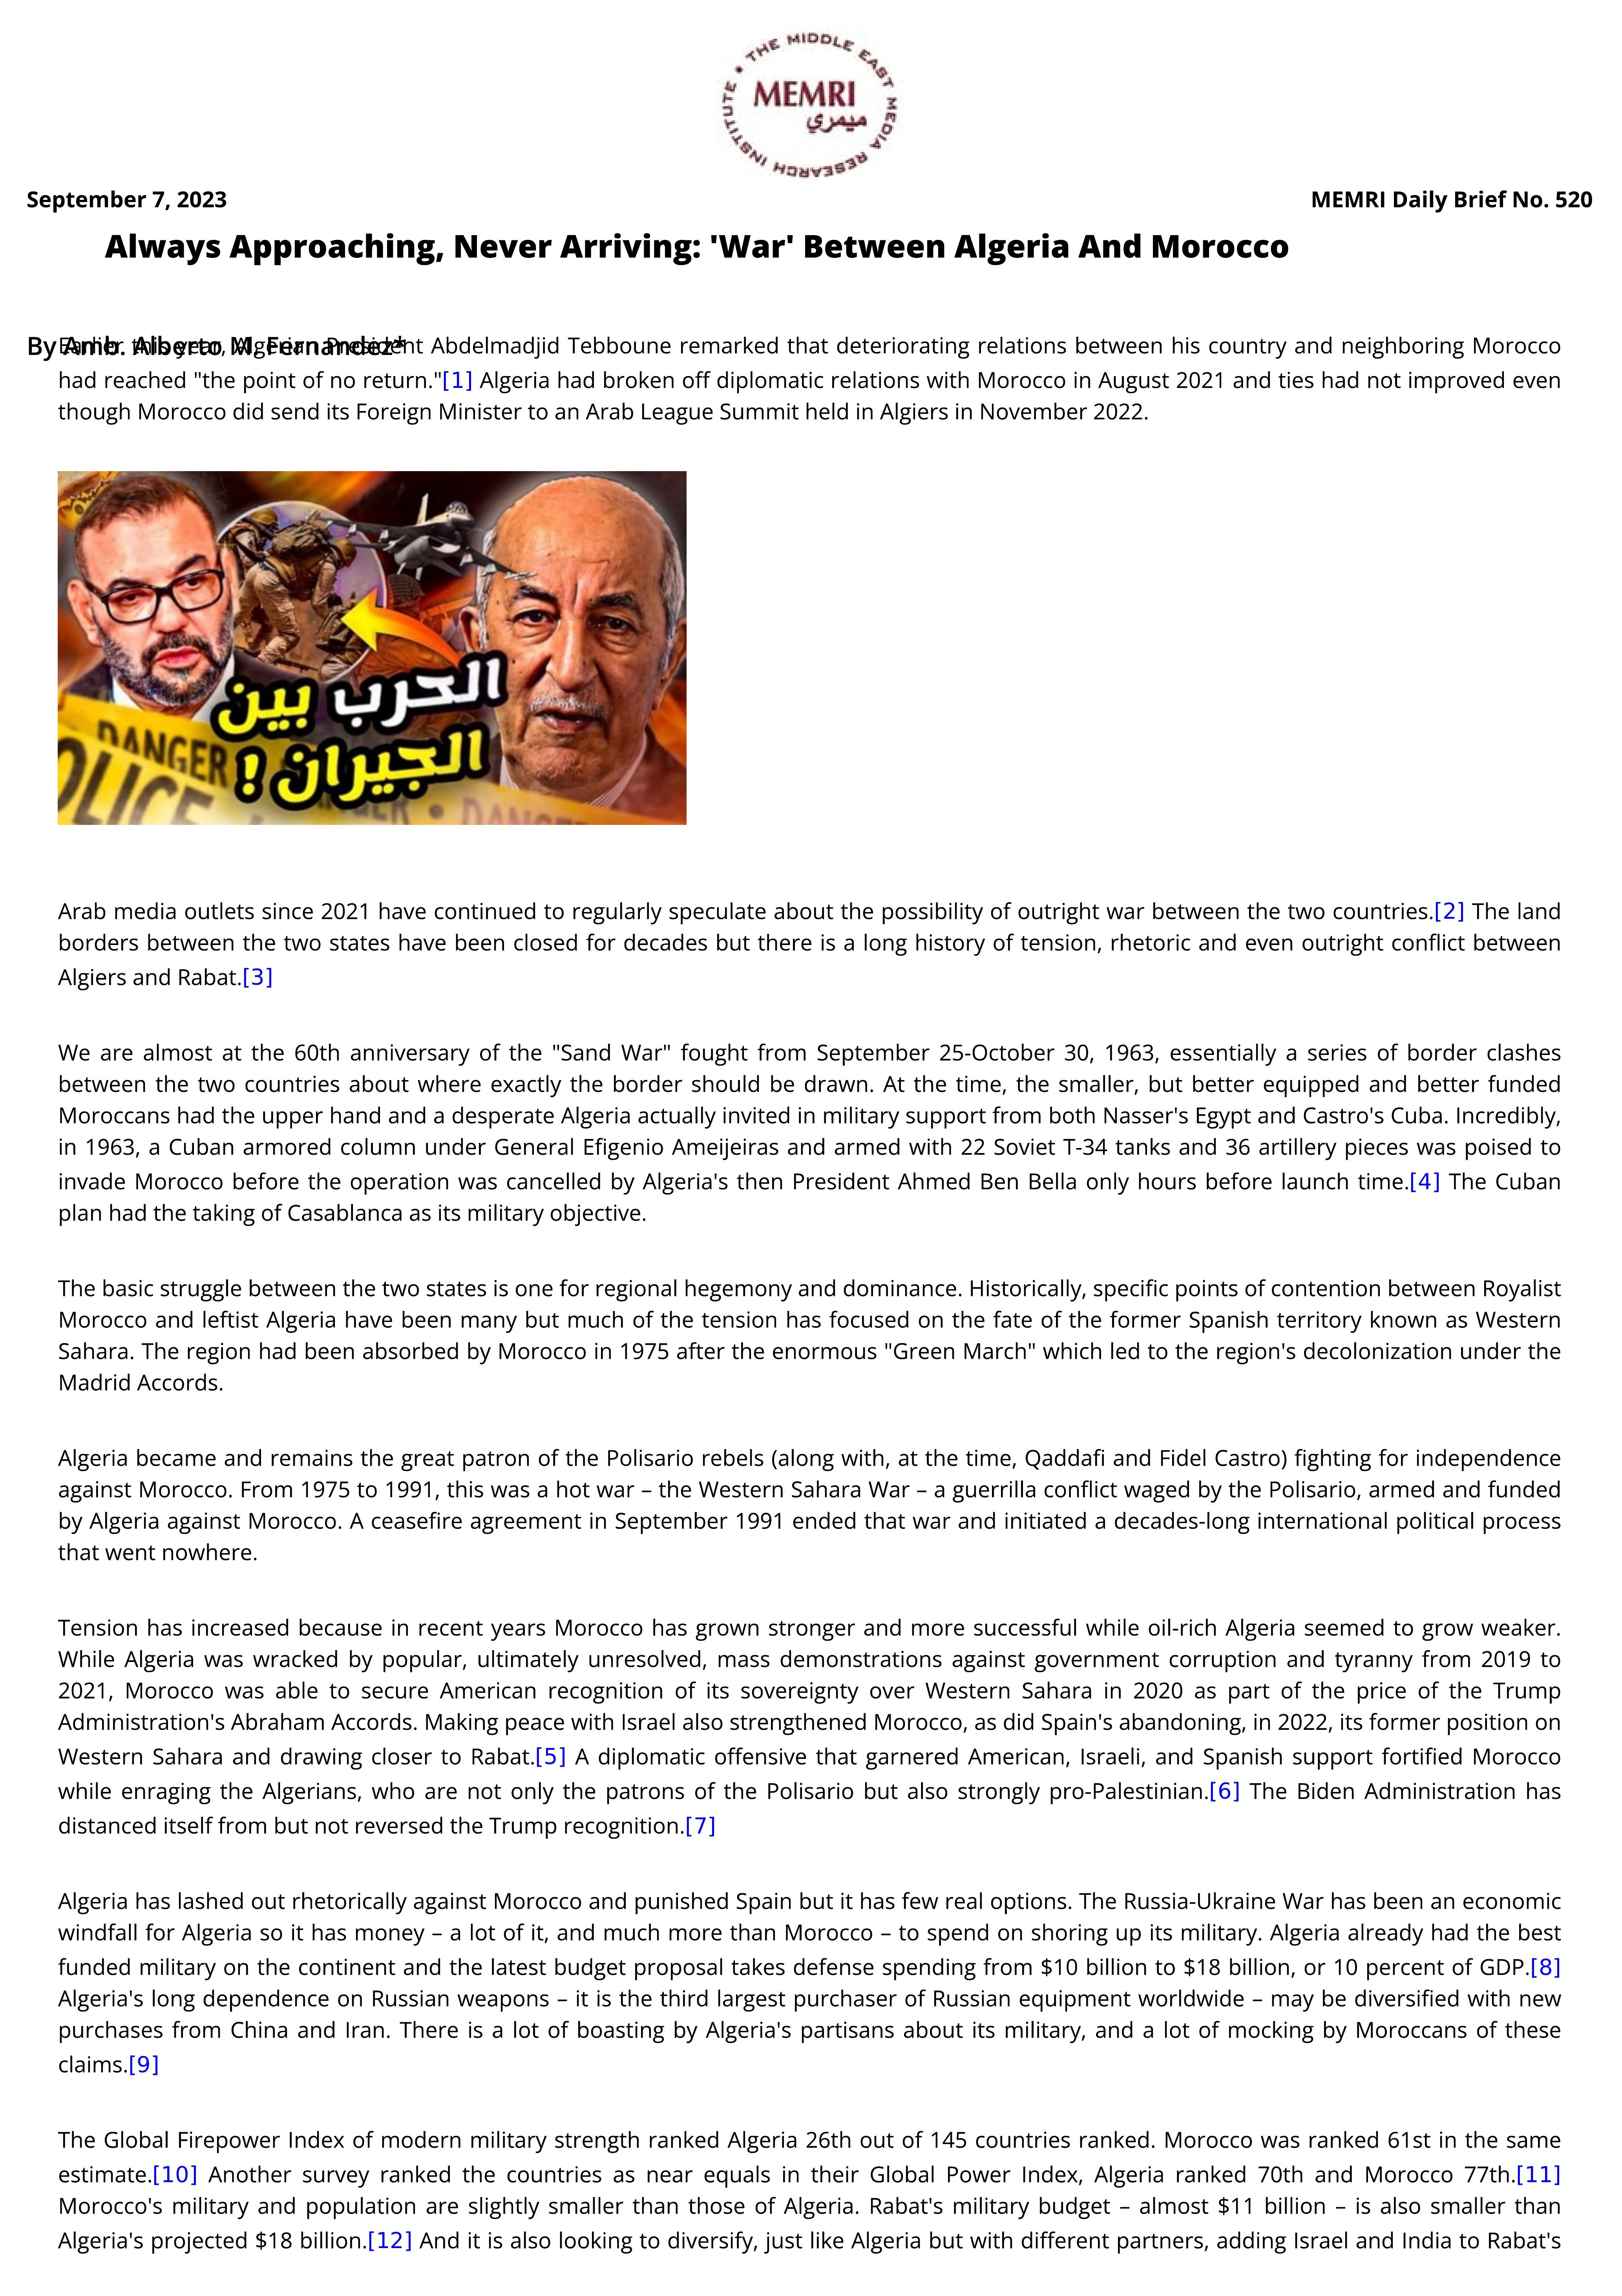 THE MIDDLE EAST MEDIA RESEARCH INSTITUTE
MEMRI
ميمري
September 7, 2023
MEMRI Daily Brief No. 520
Always Approaching, Never Arriving: 'War' Between Algeria And Morocco
By Amb. Alberto M. Fernandez*
Earlier this year, Algerian President Abdelmadjid Tebboune remarked that deteriorating relations between his country and neighboring Morocco
had reached "the point of no return."[1] Algeria had broken off diplomatic relations with Morocco in August 2021 and ties had not improved even
though Morocco did send its Foreign Minister to an Arab League Summit held in Algiers in November 2022.
الحرب بين
الجيران !
DANGER
OLICE
DANGER
Arab media outlets since 2021 have continued to regularly speculate about the possibility of outright war between the two countries.[2] The land
borders between the two states have been closed for decades but there is a long history of tension, rhetoric and even outright conflict between
Algiers and Rabat.[3]
We are almost at the 60th anniversary of the "Sand War" fought from September 25-October 30, 1963, essentially a series of border clashes
between the two countries about where exactly the border should be drawn. At the time, the smaller, but better equipped and better funded
Moroccans had the upper hand and a desperate Algeria actually invited in military support from both Nasser's Egypt and Castro's Cuba. Incredibly,
in 1963, a Cuban armored column under General Efigenio Ameijeiras and armed with 22 Soviet T-34 tanks and 36 artillery pieces was poised to
invade Morocco before the operation was cancelled by Algeria's then President Ahmed Ben Bella only hours before launch time.[4] The Cuban
plan had the taking of Casablanca as its military objective.
The basic struggle between the two states is one for regional hegemony and dominance. Historically, specific points of contention between Royalist
Morocco and leftist Algeria have been many but much of the tension has focused on the fate of the former Spanish territory known as Western
Sahara. The region had been absorbed by Morocco in 1975 after the enormous "Green March" which led to the region's decolonization under the
Madrid Accords.
Algeria became and remains the great patron of the Polisario rebels (along with, at the time, Qaddafi and Fidel Castro) fighting for independence
against Morocco. From 1975 to 1991, this was a hot war – the Western Sahara War – a guerrilla conflict waged by the Polisario, armed and funded
by Algeria against Morocco. A ceasefire agreement in September 1991 ended that war and initiated a decades-long international political process
that went nowhere.
Tension has increased because in recent years Morocco has grown stronger and more successful while oil-rich Algeria seemed to grow weaker.
While Algeria was wracked by popular, ultimately unresolved, mass demonstrations against government corruption and tyranny from 2019 to
2021, Morocco was able to secure American recognition of its sovereignty over Western Sahara in 2020 as part of the price of the Trump
Administration's Abraham Accords. Making peace with Israel also strengthened Morocco, as did Spain's abandoning, in 2022, its former position on
Western Sahara and drawing closer to Rabat.[5] A diplomatic offensive that garnered American, Israeli, and Spanish support fortified Morocco
while enraging the Algerians, who are not only the patrons of the Polisario but also strongly pro-Palestinian.[6] The Biden Administration has
distanced itself from but not reversed the Trump recognition.[7]
Algeria has lashed out rhetorically against Morocco and punished Spain but it has few real options. The Russia-Ukraine War has been an economic
windfall for Algeria so it has money – a lot of it, and much more than Morocco – to spend on shoring up its military. Algeria already had the best
funded military on the continent and the latest budget proposal takes defense spending from $10 billion to $18 billion, or 10 percent of GDP.[8]
Algeria's long dependence on Russian weapons – it is the third largest purchaser of Russian equipment worldwide – may be diversified with new
purchases from China and Iran. There is a lot of boasting by Algeria's partisans about its military, and a lot of mocking by Moroccans of these
claims.[9]
The Global Firepower Index of modern military strength ranked Algeria 26th out of 145 countries ranked. Morocco was ranked 61st in the same
estimate.[10] Another survey ranked the countries as near equals in their Global Power Index, Algeria ranked 70th and Morocco 77th.[11]
Morocco's military and population are slightly smaller than those of Algeria. Rabat's military budget – almost $11 billion – is also smaller than
Algeria's projected $18 billion.[12] And it is also looking to diversify, just like Algeria but with different partners, adding Israel and India to Rabat's